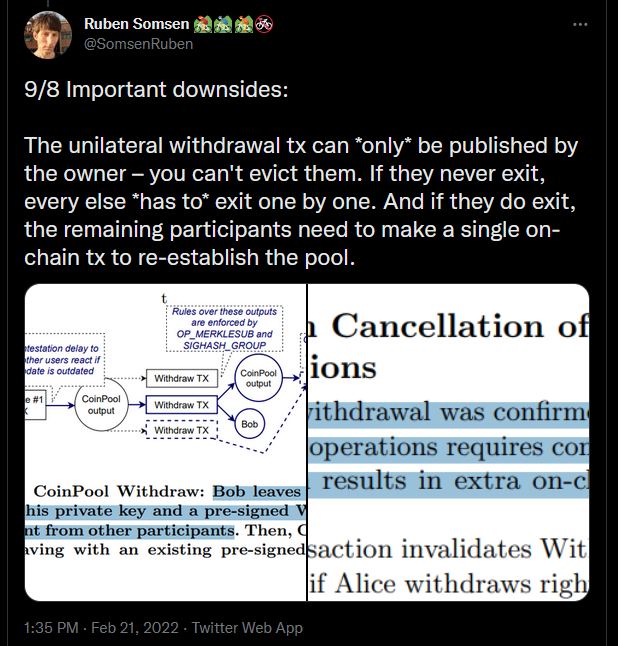 Ruben Somsen
@SomsenRuben
9/8 Important downsides:
The unilateral withdrawal tx can *only* be published by
the owner – you can't evict them. If they never exit,
every else *has to* exit one by one. And if they do exit,
the remaining participants need to make a single on-
chain tx to re-establish the pool.
t
Rules over these outputs
are enforced by
OP_MERKLESUB and
SIGHASH_GROUP
testation delay to
ther users react if
date is outdated
e #1
CoinPool
output
Withdraw TX
Withdraw TX
Withdraw TX
CoinPool
output
Bob
CoinPool Withdraw: Bob leaves
his private key and a pre-signed W
nt from other participants. Then, C
aving with an existing pre-signed
Cancellation of
ions
ithdrawal was confirm
operations requires con
results in extra on-cl
saction invalidates Wit
if Alice withdraws righ
1:35 PM · Feb 21, 2022 · Twitter Web App